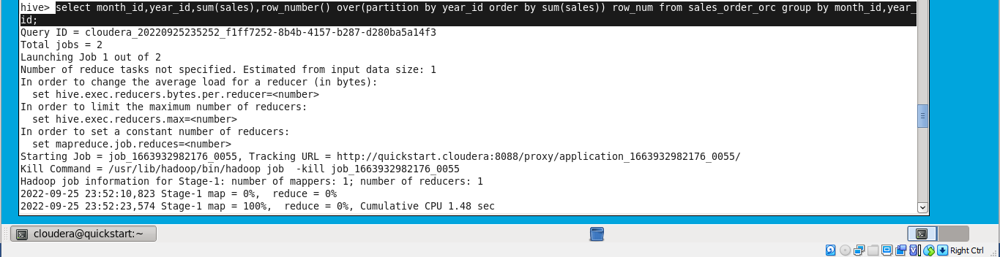 hive> select month_id,year_id,sum(sales),row_number() over(partition by year_id order by sum(sales)) row_num from sales_order_orc group by month_id,year_
id;
Query ID = cloudera_20220925235252_f1ff7252-8b4b-4157-b287-d280ba5a14f3
Total jobs = 2
Launching Job 1 out of 2
Number of reduce tasks not specified. Estimated from input data size: 1
In order to change the average load for a reducer (in bytes):
  set hive.exec.reducers.bytes.per.reducer=<number>
In order to limit the maximum number of reducers:
  set hive.exec.reducers.max=<number>
In order to set a constant number of reducers:
  set mapreduce.job.reduces=<number>
Starting Job = job_1663932982176_0055, Tracking URL = http://quickstart.cloudera:8088/proxy/application_1663932982176_0055/
Kill Command = /usr/lib/hadoop/bin/hadoop job  -kill job_1663932982176_0055
Hadoop job information for Stage-1: number of mappers: 1; number of reducers: 1
2022-09-25 23:52:10,823 Stage-1 map = 0%,  reduce = 0%
2022-09-25 23:52:23,574 Stage-1 map = 100%,  reduce = 0%, Cumulative CPU 1.48 sec
cloudera@quickstart:~
Right Ctrl